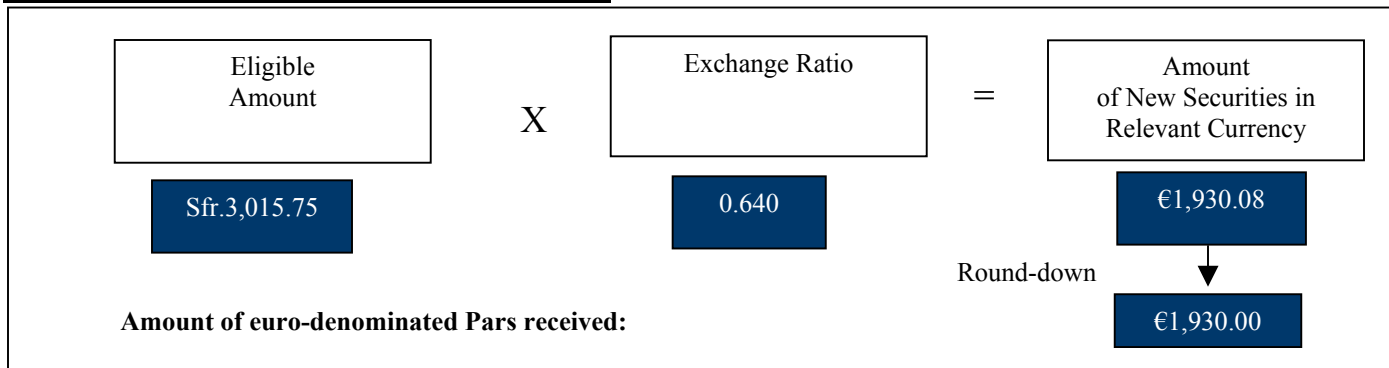 Eligible
Amount
X
Exchange Ratio
=
Amount
of New Securities in
Relevant Currency
Sfr.3,015.75
0.640
€1,930.08
Round-down
Amount of euro-denominated Pars received:
€1,930.00